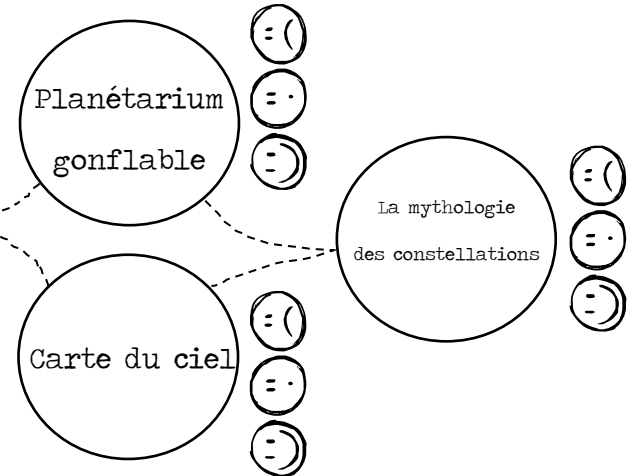 Planétarium
gonflable
La mythologie
des constellations
Carte du ciel